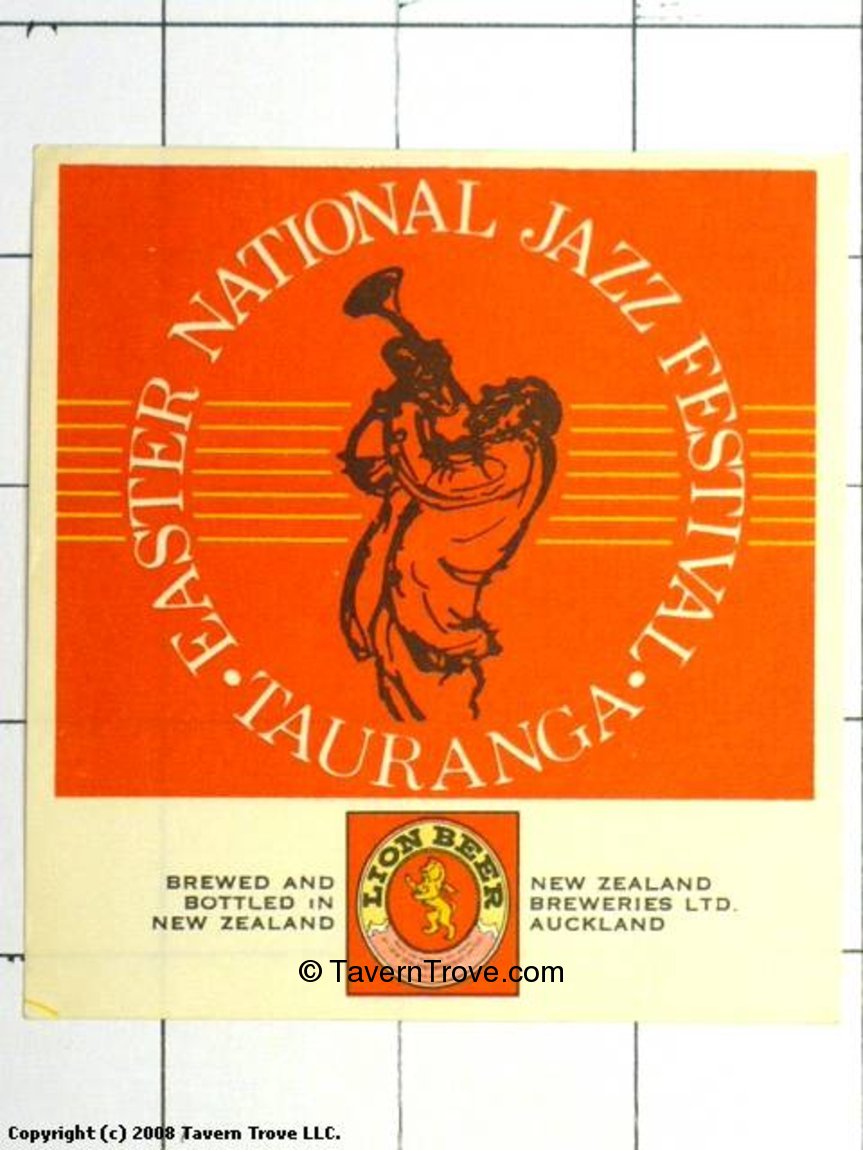 EASTER NATIONAL JAZZ FESTIVAL
• TAURANGA •
BREWED AND
BOTTLED IN
NEW ZEALAND
LION BEER
NEW ZEALAND
BREWERIES LTD.
AUCKLAND
© TavernTrove.com
Copyright (c) 2008 Tavern Trove LLC.